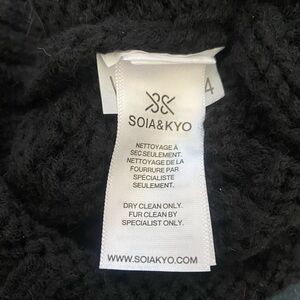 4
SOIA&KYO
NETTOYAGE À
SEC SEULEMENT.
NETTOYAGE DE LA
FOURRURE PAR
SPÉCIALISTE
SEULEMENT.
DRY CLEAN ONLY.
FUR CLEAN BY
SPECIALIST ONLY.
WWW.SOIAKYO.COM